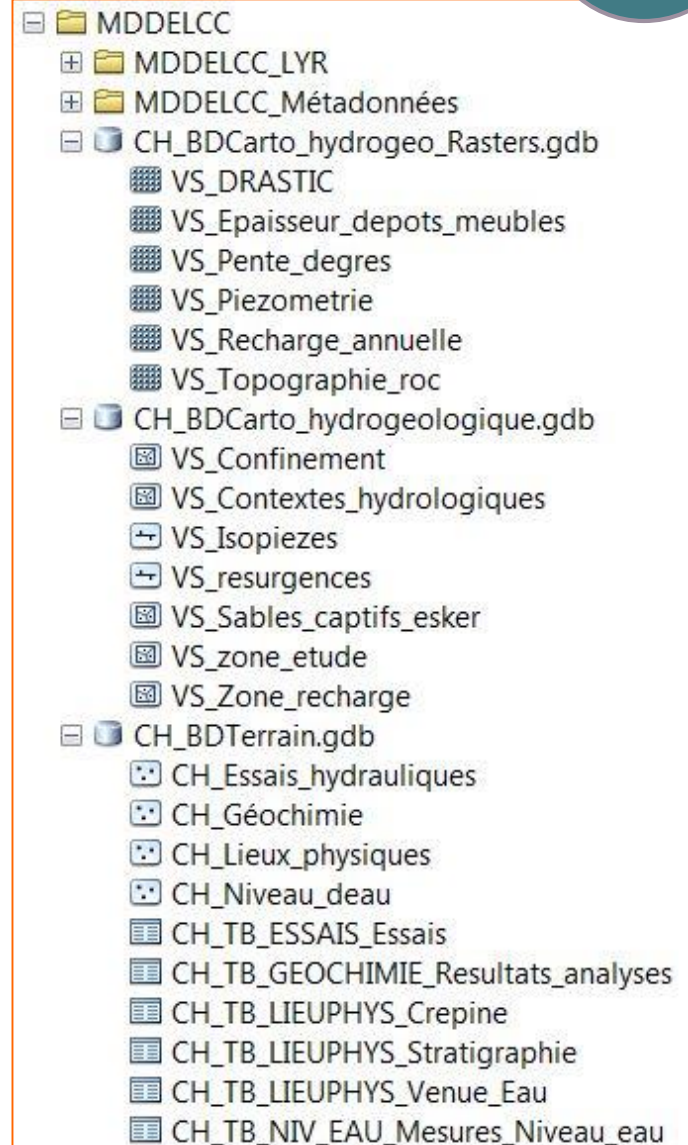 MDDELCC
MDDELCC_LYR
MDDELCC_Métadonnées
CH_BDCarto_hydrogeo_Rasters.gdb
VS_DRASTIC
VS_Epaisseur_depots_meubles
VS_Pente_degres
VS_Piezometrie
VS_Recharge_annuelle
VS_Topographie_roc
CH_BDCarto_hydrogeologique.gdb
VS_Confinement
VS_Contextes_hydrologiques
VS_Isopiezes
VS_resurgences
VS_Sables_captifs_esker
VS_zone_etude
VS_Zone_recharge
CH_BDTerrain.gdb
CH_Essais_hydrauliques
CH_Géochimie
CH_Lieux_physiques
CH_Niveau_deau
CH_TB_ESSAIS_Essais
CH_TB_GEOCHIMIE_Resultats_analyses
CH_TB_LIEUPHYS_Crepine
CH_TB_LIEUPHYS_Stratigraphie
CH_TB_LIEUPHYS_Venue_Eau
CH_TB_NIV_EAU_Mesures_Niveau_eau